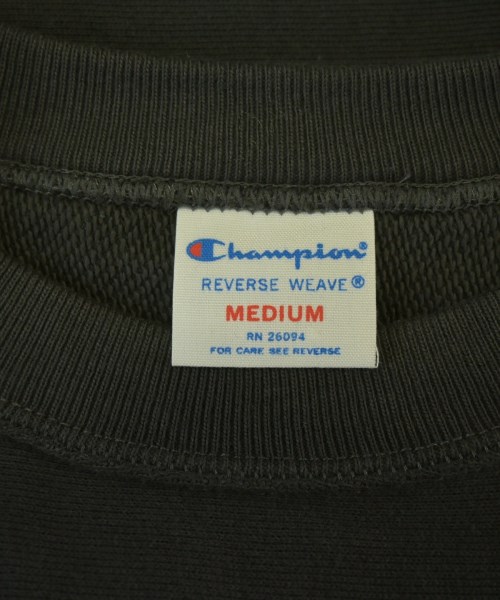 Champion®
REVERSE WEAVE®
MEDIUM
RN 26094
FOR CARE SEE REVERSE